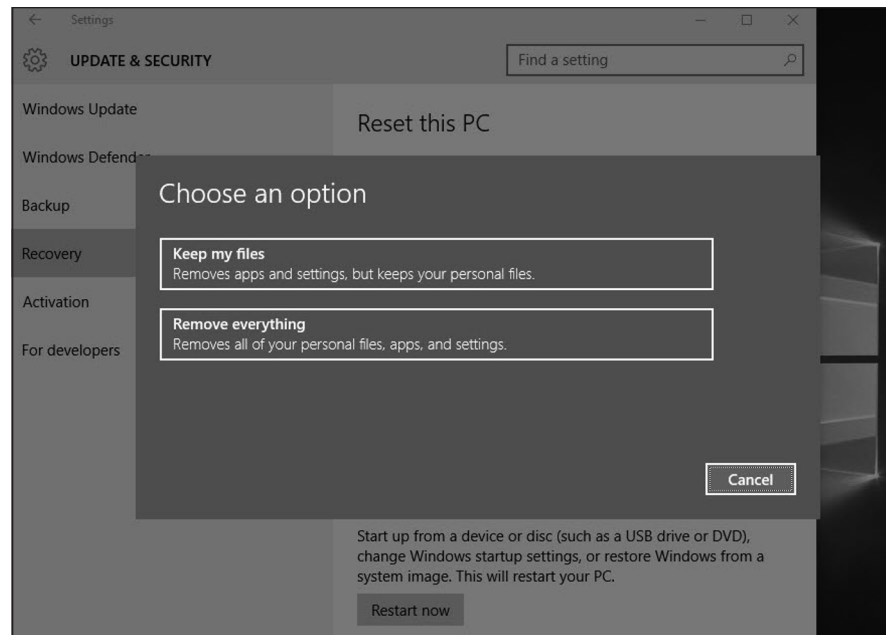 Settings
UPDATE & SECURITY
Find a setting
Windows Update
Windows
Backup
Recovery
Activation
For developers
Reset this PC
Choose an option
Keep my files
Removes apps and settings, but keeps your personal files.
Remove everything
Removes all of your personal files, apps, and settings.
Cancel
Start up from a device or disc (such as a USB drive or DVD),
change Windows startup settings, or restore Windows from a
system image. This will restart your PC.
Restart now